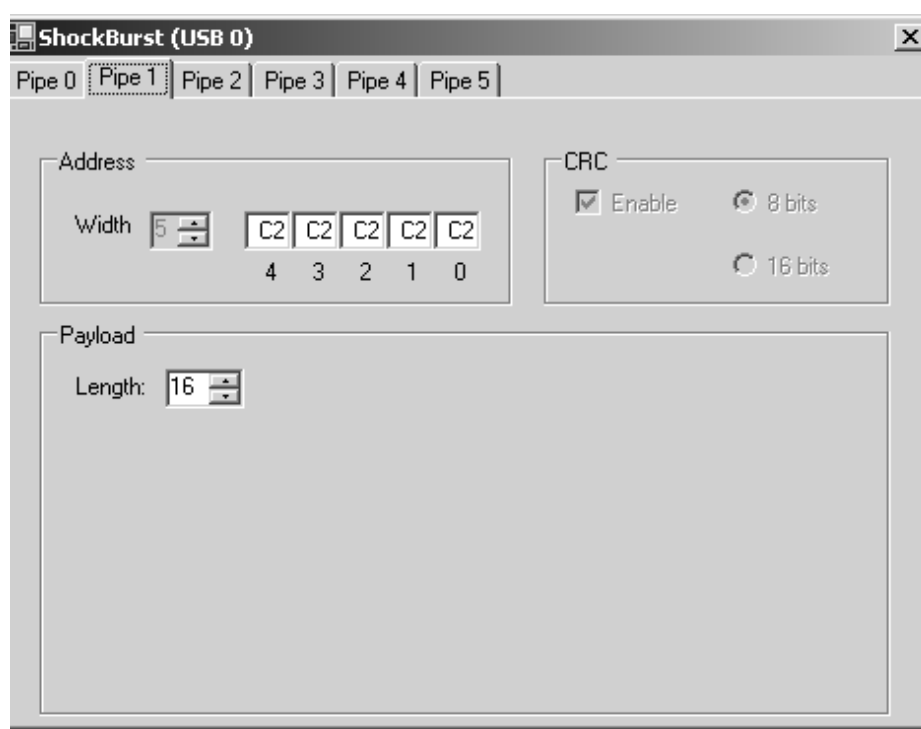 ShockBurst (USB 0)
Pipe 0 Pipe 1 Pipe 2 Pipe 3 Pipe 4 Pipe 5
Address
Width 5 C2 C2 C2 C2 C2
4 3 2 1 0
CRC
Enable 8 bits
16 bits
Payload
Length: 16